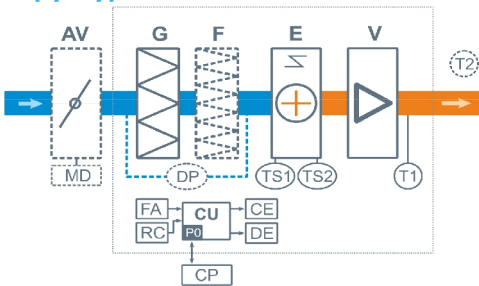 AV G F E V
T2
MD DP TS1 TS2 T1
FA CU CE
RC P0 DE
CP